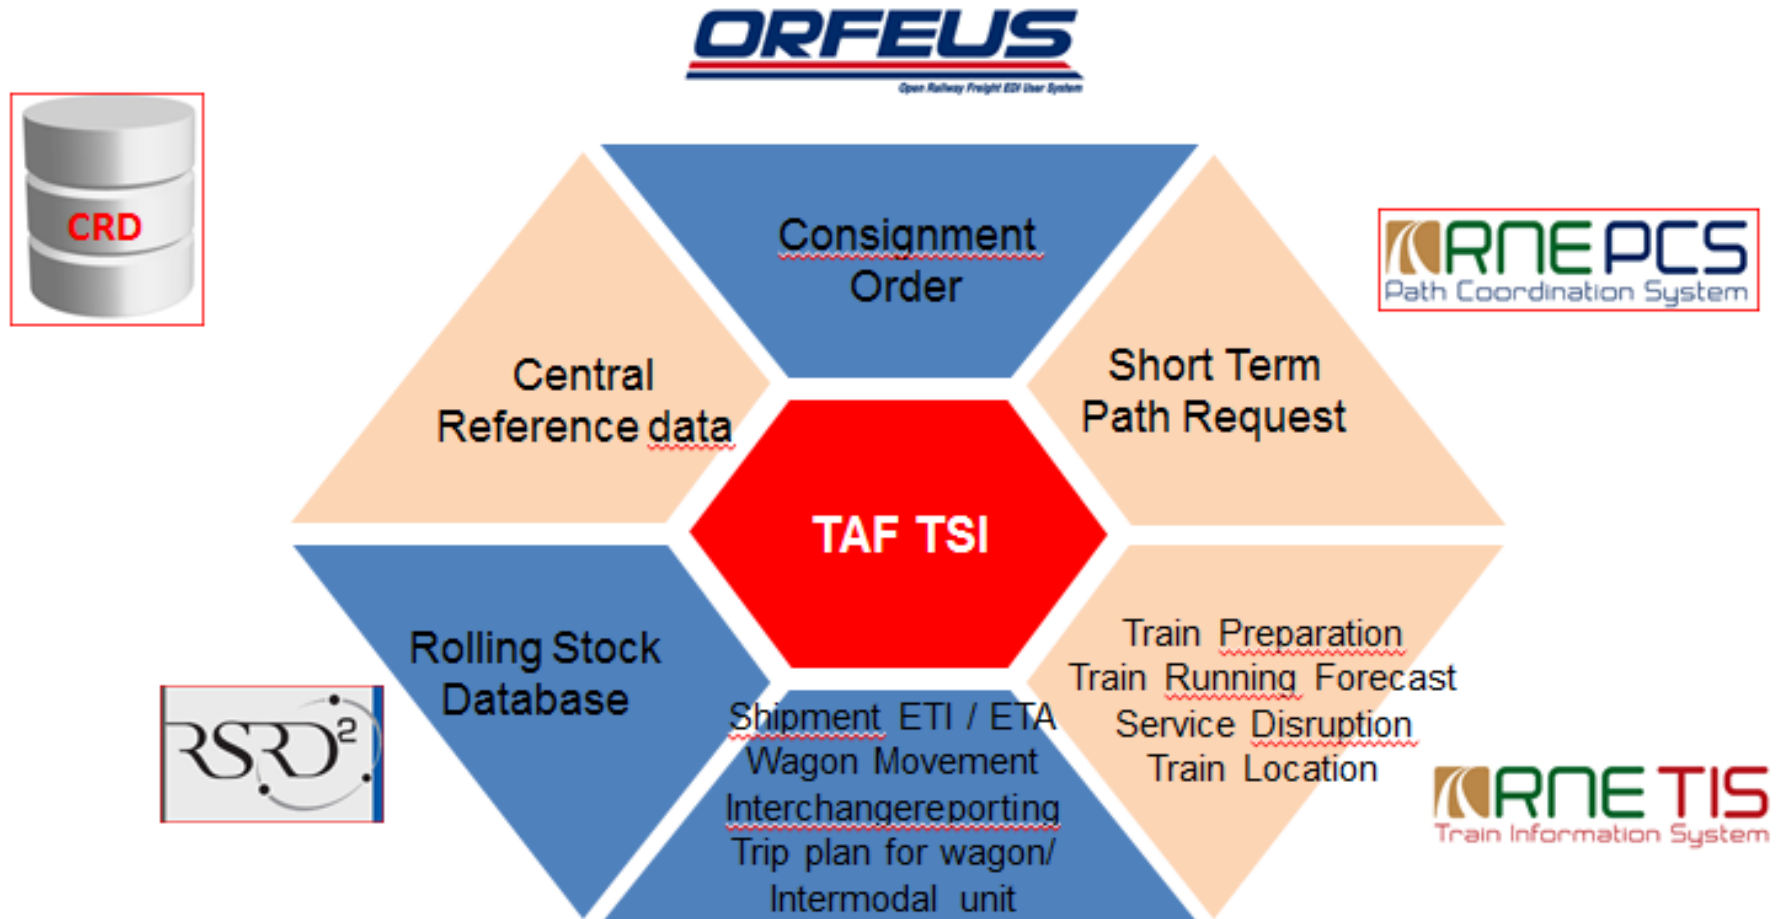 ORFEUS
Open Railway Freight EDI User System
CRD
RNE PCS
Path Coordination System
Consignment
Order
Central
Reference data
Short Term
Path Request
TAF TSI
Rolling Stock
Database
RSRD²
Train Preparation
Train Running Forecast
Service Disruption
Train Location
Shipment ETI / ETA
Wagon Movement
Interchangereporting
Trip plan for wagon/
Intermodal unit
RNE TIS
Train Information System